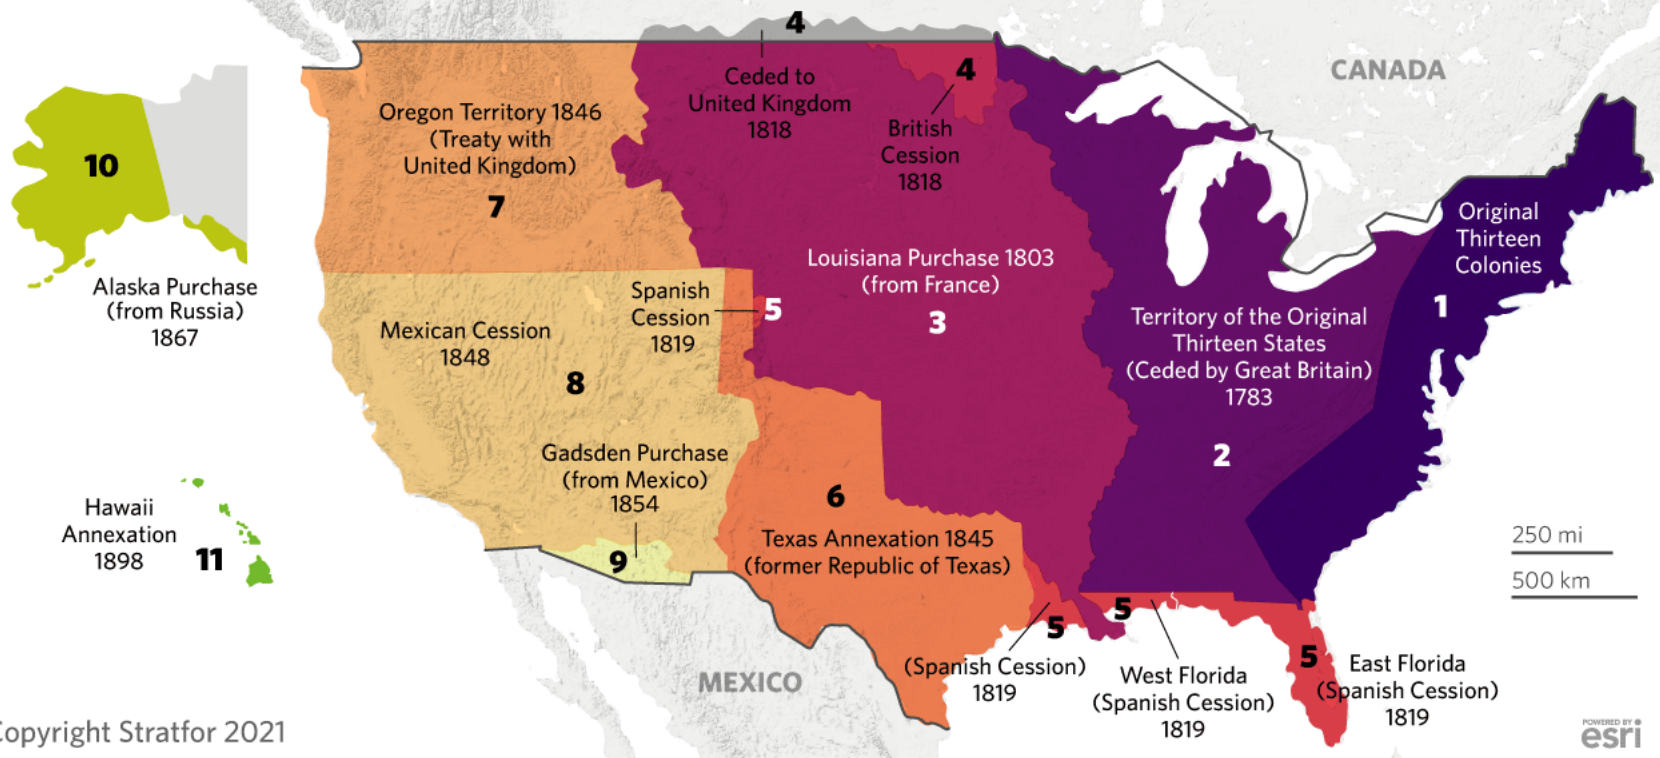 4
Ceded to
United Kingdom
1818
4
British
Cession
1818
CANADA
Oregon Territory 1846
(Treaty with
United Kingdom)
7
10
Alaska Purchase
(from Russia)
1867
Original
Thirteen
Colonies
1
Louisiana Purchase 1803
(from France)
3
Spanish
Cession
1819
5
Mexican Cession
1848
8
Territory of the Original
Thirteen States
(Ceded by Great Britain)
1783
2
Gadsden Purchase
(from Mexico)
1854
9
6
Texas Annexation 1845
(former Republic of Texas)
Hawaii
Annexation
1898
11
250 mi
500 km
5
(Spanish Cession)
1819
5
West Florida
(Spanish Cession)
1819
5
East Florida
(Spanish Cession)
1819
MEXICO
opyright Stratfor 2021
POWERED BY
esri